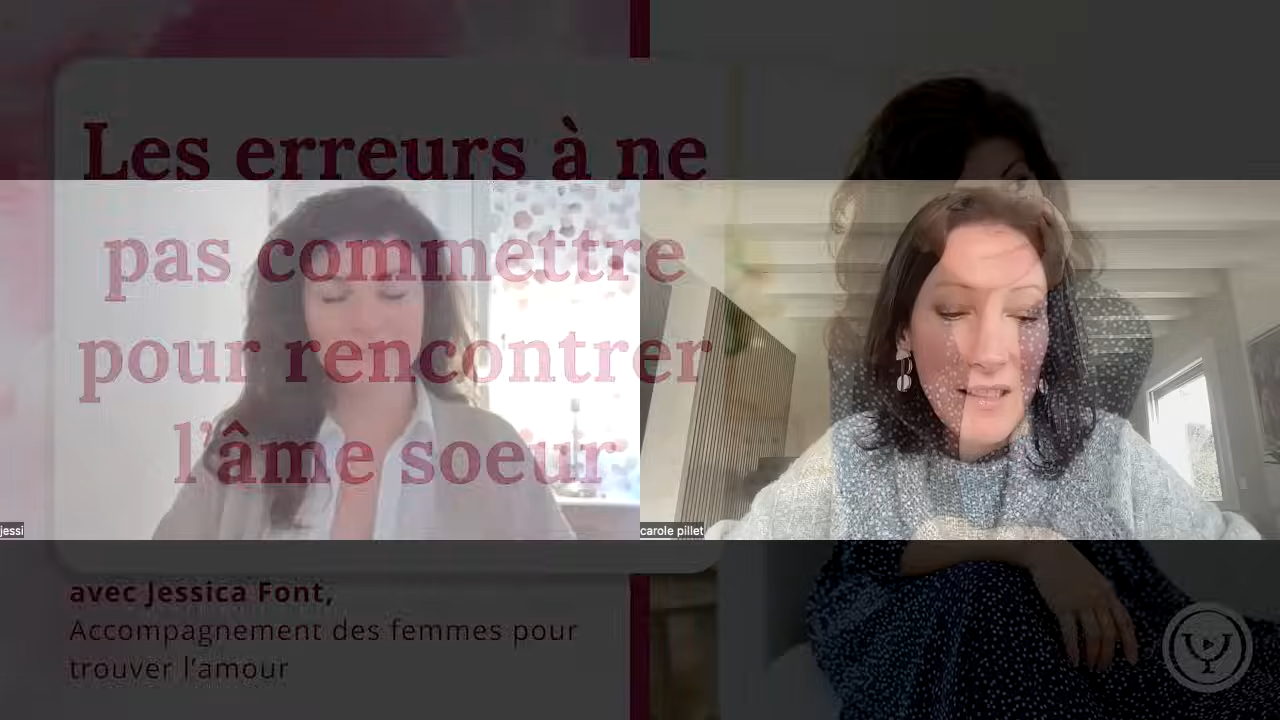 Les erreurs à ne
pas commettre
pour rencontrer
l'âme soeur
jessi
carole pillet
avec Jessica Font,
Accompagnement des femmes pour
trouver l'amour